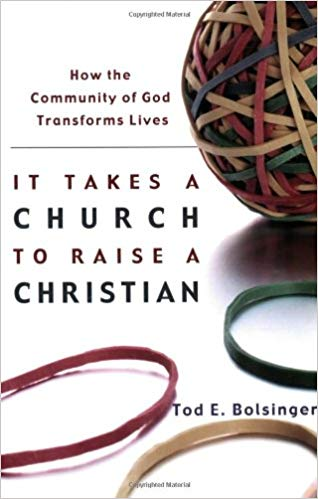 How the
Community of God
Transforms Lives
IT TAKES A
CHURCH
TO RAISE A
CHRISTIAN
Tod E. Bolsinger